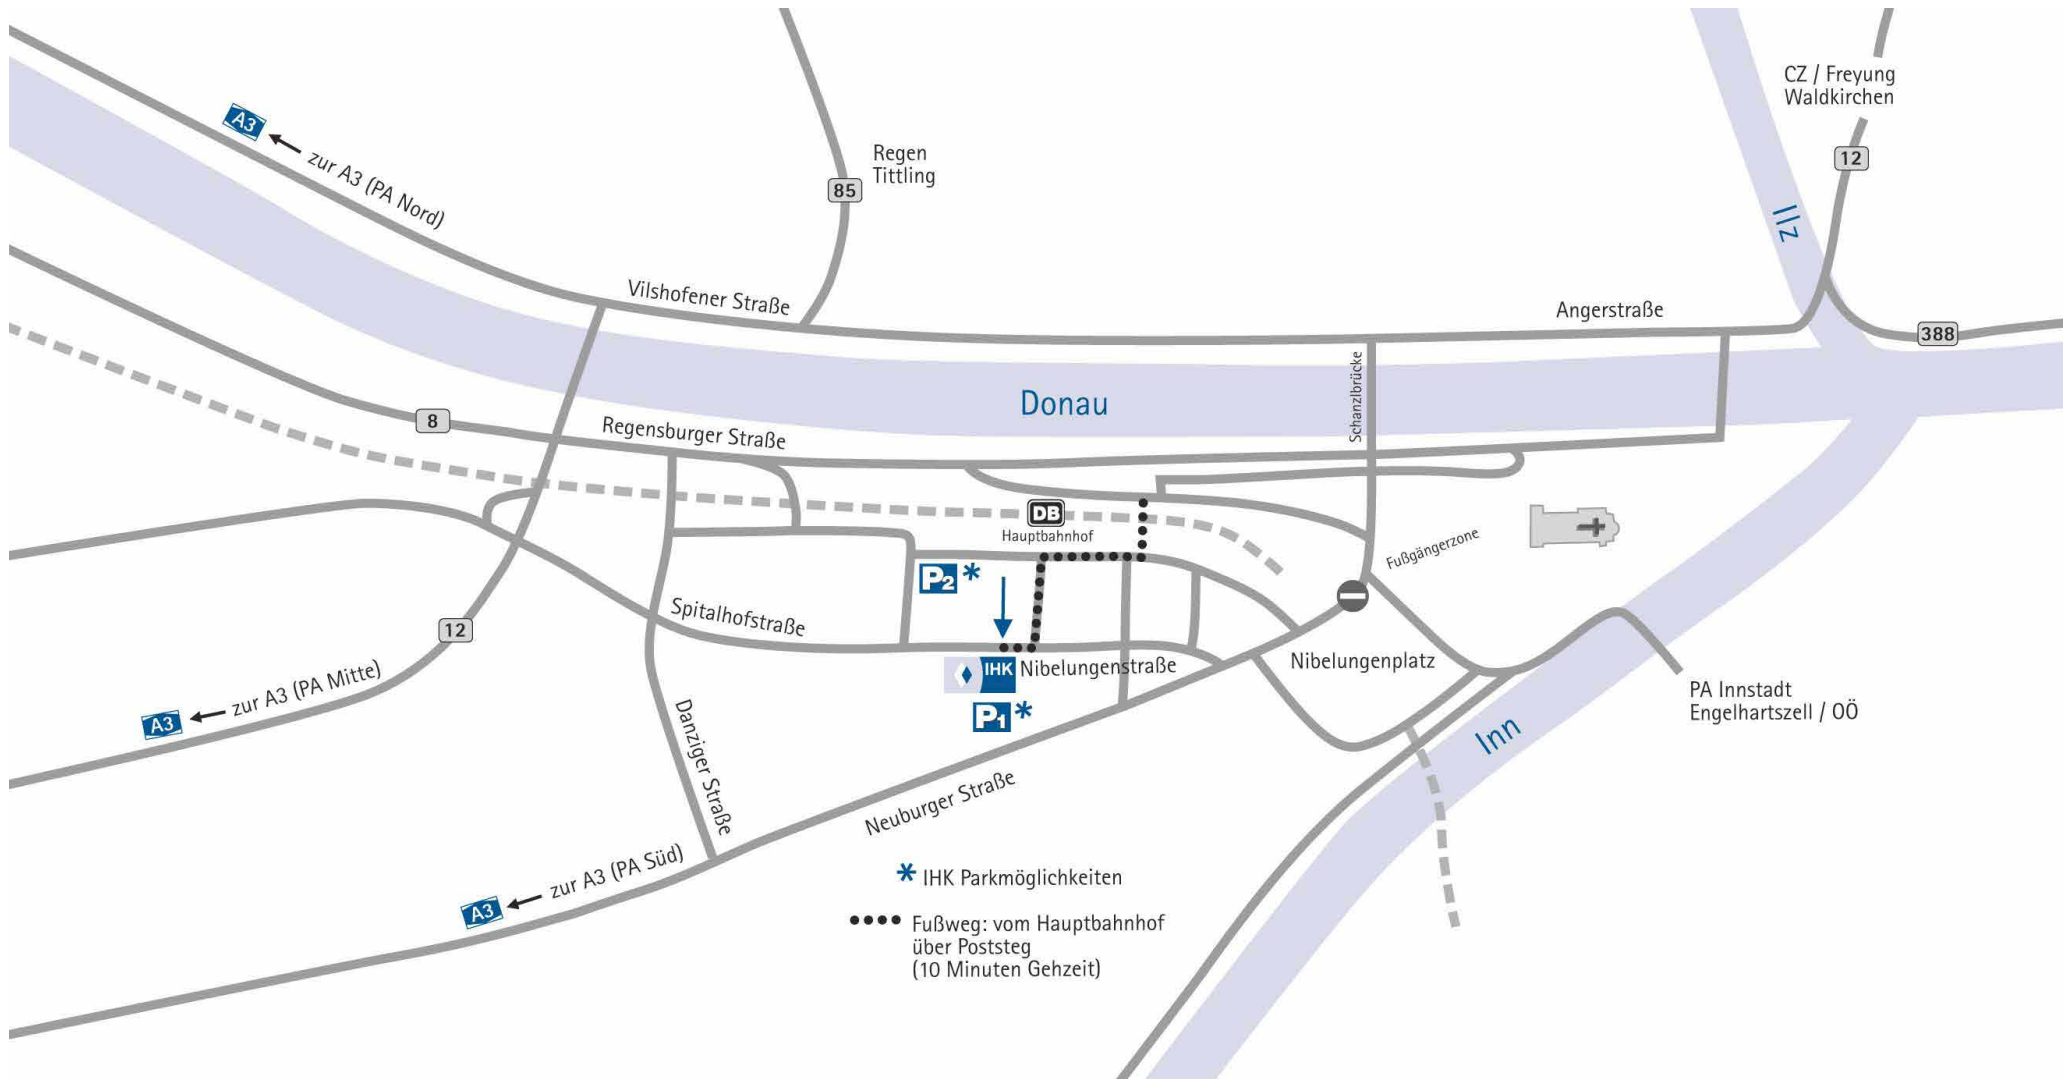 CZ / Freyung
Waldkirchen
A3
zur A3 (PA Nord)
12
Regen
Tittling
85
Ilz
Vilshofener Straße
Angerstraße
388
Schanzlbrücke
Donau
8
Regensburger Straße
DB
Hauptbahnhof
Fußgängerzone
P2 *
Spitalhofstraße
12
IHK
Nibelungenstraße
Nibelungenplatz
zur A3 (PA Mitte)
A3
P1 *
PA Innstadt
Engelhartszell / OÖ
Inn
Danziger Straße
Neuburger Straße
zur A3 (PA Süd)
A3
* IHK Parkmöglichkeiten
Fußweg: vom Hauptbahnhof
über Poststeg
(10 Minuten Gehzeit)